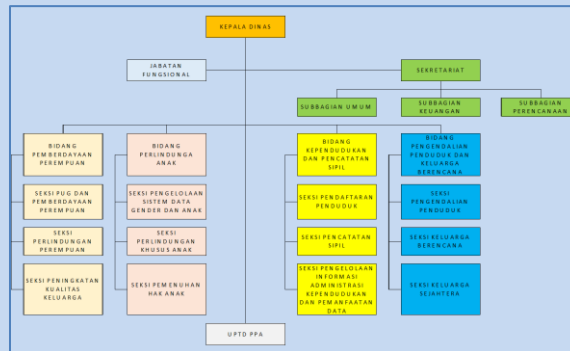 KEPALA DINAS
JABATAN
FUNGSIONAL
SEKRETARIAT
SUBBAGIAN UMUM
SUBBAGIAN
KEUANGAN
SUBBAGIAN
PERENCANAAN
BIDANG
PEMBERDAYAAN
PEREMPUAN
BIDANG
PERLINDUNGA
ANAK
BIDANG
KEPENDUDUKAN
DAN PENCATATAN
SIPIL
BIDANG
PENGENDALIAN
PENDUDUK DAN
KELUARGA
BERENCANA
SEKSI PUG DAN
PEMBERDAYAAN
PEREMPUAN
SEKSI PENGELOLAAN
SISTEM DATA
GENDER DAN ANAK
SEKSI
PENDAFTARAN
PENDUDUK
SEKSI
PENGENDALIAN
PENDUDUK
SEKSI
PERLINDUNGAN
PEREMPUAN
SEKSI
PERLINDUNGAN
KHUSUS ANAK
SEKSI PENCATATAN
SIPIL
SEKSI KELUARGA
BERENCANA
SEKSI PENINGKATAN
KUALITAS
KELUARGA
SEKSI PEMENUHAN
HAK ANAK
SEKSI PENGELOLAAN
INFORMASI
ADMINISTRASI
KEPENDUDUKAN
DAN PEMANFAATAN
DATA
SEKSI KELUARGA
SEJAHTERA
UPTD PPA